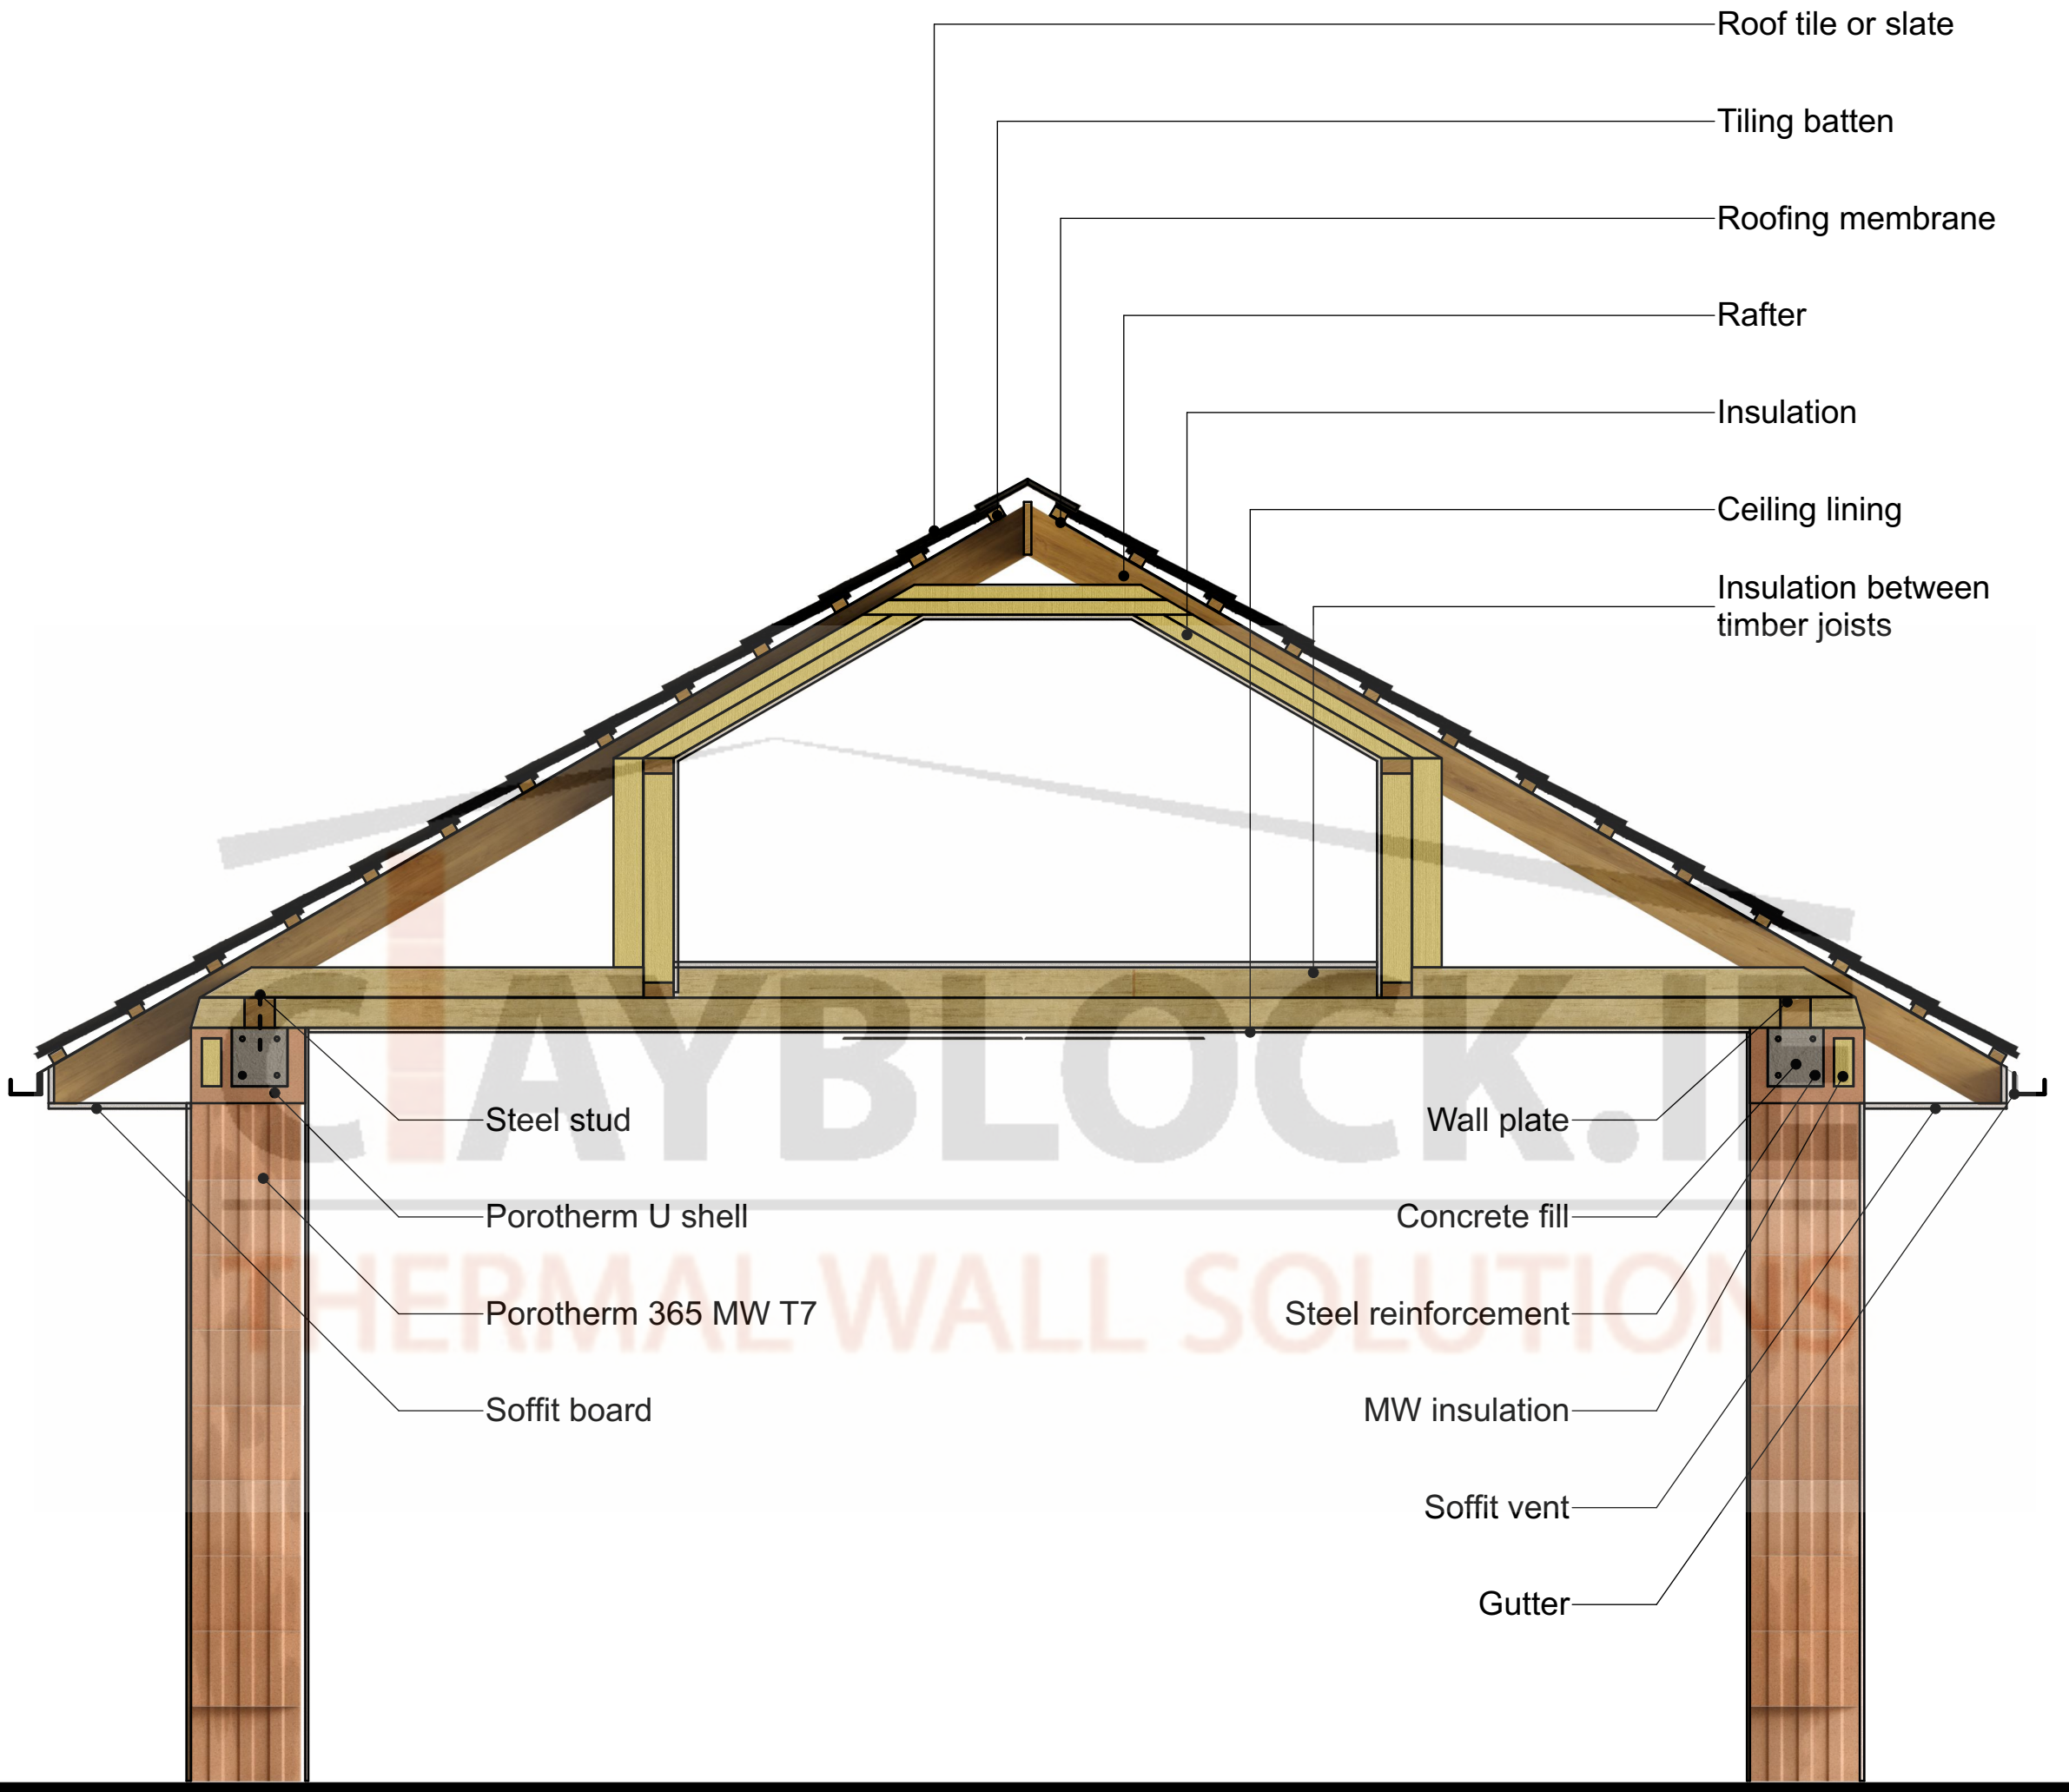 Roof tile or slate
Tiling batten
Roofing membrane
Rafter
Insulation
Ceiling lining
Insulation between
timber joists
Steel stud
Porotherm U shell
Porotherm 365 MW T7
Soffit board
Wall plate
Concrete fill
Steel reinforcement
MW insulation
Soffit vent
Gutter
CLAYBLOCK.IE
THERMAL WALL SOLUTIONS